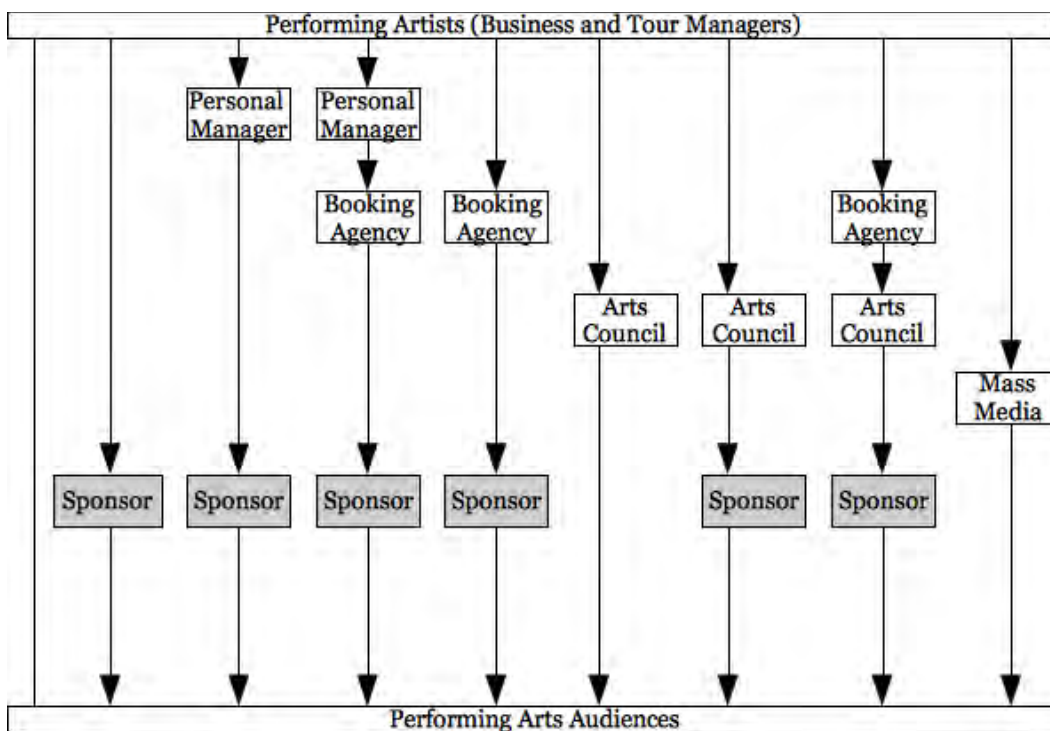 Performing Artists (Business and Tour Managers)
Personal
Manager
Personal
Manager
Booking
Agency
Booking
Agency
Booking
Agency
Arts
Council
Arts
Council
Arts
Council
Mass
Media
Sponsor
Sponsor
Sponsor
Sponsor
Sponsor
Sponsor
Performing Arts Audiences